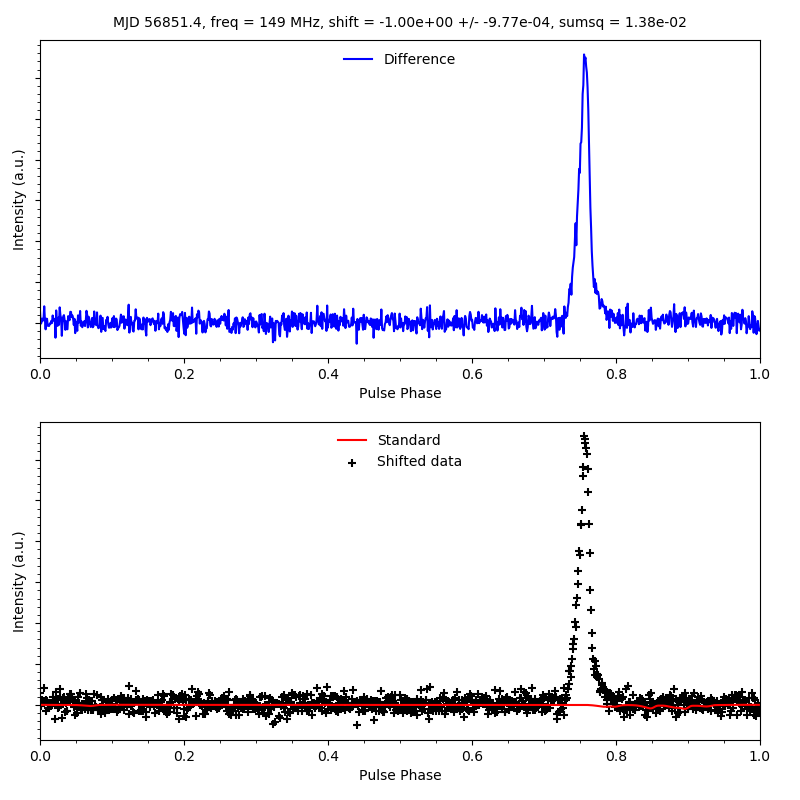 MJD 56851.4, freq = 149 MHz, shift = -1.00e+00 +/- -9.77e-04, sumsq = 1.38e-02
Difference
Intensity (a.u.)
0.0 0.2 0.4 0.6 0.8 1.0
Pulse Phase
Standard
Shifted data
Intensity (a.u.)
0.0 0.2 0.4 0.6 0.8 1.0
Pulse Phase